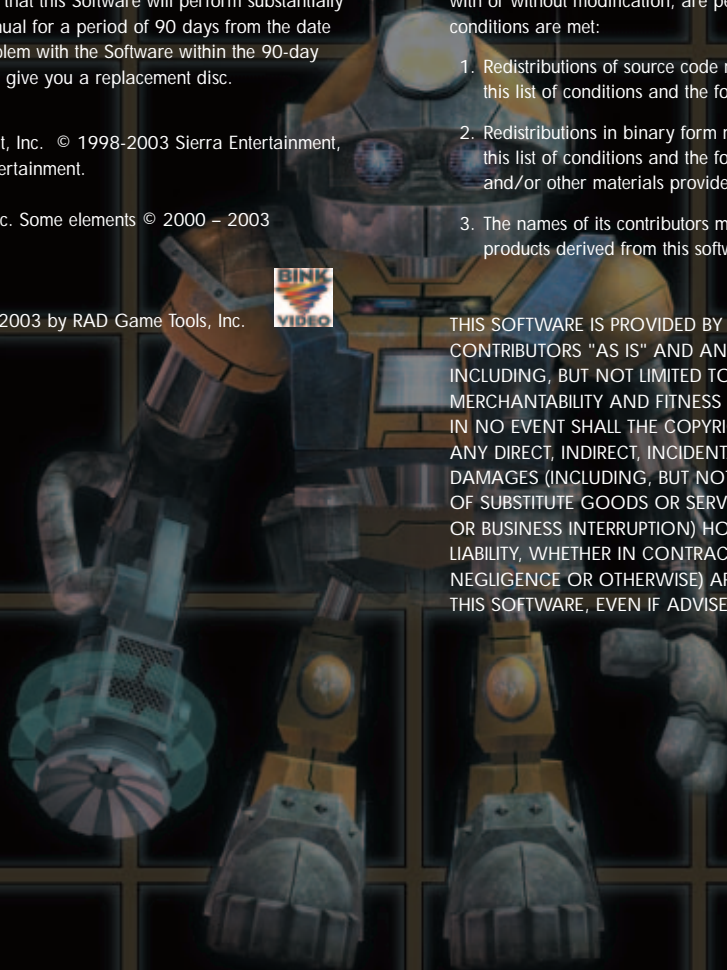 that this Software will perform substantially
nual for a period of 90 days from the date
blem with the Software within the 90-day
give you a replacement disc.
t, Inc. © 1998-2003 Sierra Entertainment,
ertainment.
c. Some elements © 2000 – 2003
2003 by RAD Game Tools, Inc.
BINK
VIDEO
with or without modification, are pe
conditions are met:
1. Redistributions of source code r
this list of conditions and the fo
2. Redistributions in binary form r
this list of conditions and the fo
and/or other materials provide
3. The names of its contributors m
products derived from this softw
THIS SOFTWARE IS PROVIDED BY
CONTRIBUTORS "AS IS" AND AN
INCLUDING, BUT NOT LIMITED TO
MERCHANTABILITY AND FITNESS
IN NO EVENT SHALL THE COPYRI
ANY DIRECT, INDIRECT, INCIDENT
DAMAGES (INCLUDING, BUT NOT
OF SUBSTITUTE GOODS OR SERV
OR BUSINESS INTERRUPTION) HO
LIABILITY, WHETHER IN CONTRAC
NEGLIGENCE OR OTHERWISE) AR
THIS SOFTWARE, EVEN IF ADVISE